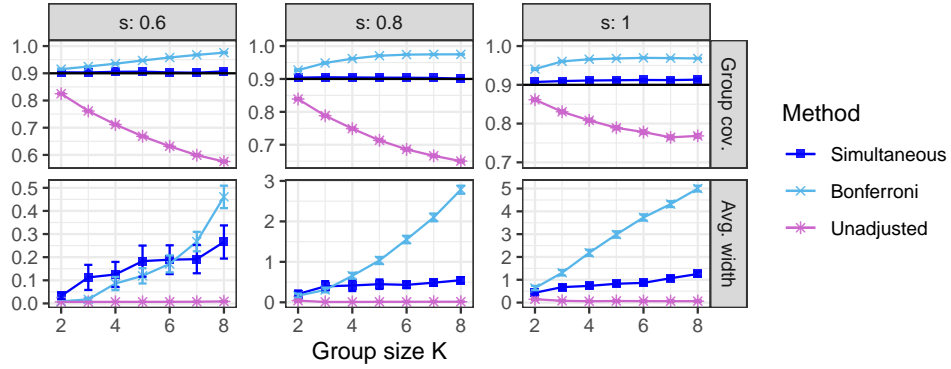 s: 0.6
s: 0.8
s: 1
1.0
0.9
0.8
0.7
0.6
1.0
0.9
0.8
0.7
1.0
0.9
0.8
0.7
Group cov.
0.5
0.4
0.3
0.2
0.1
0.0
3
2
1
0
5
4
3
2
1
0
Avg. width
2 4 6 8
2 4 6 8
2 4 6 8
Group size K
Method
Simultaneous
Bonferroni
Unadjusted